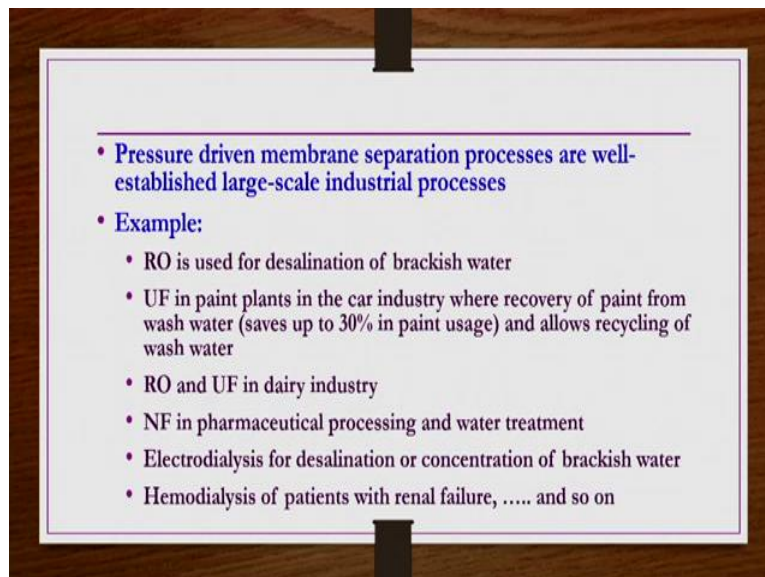 • Pressure driven membrane separation processes are well-
established large-scale industrial processes
• Example:
• RO is used for desalination of brackish water
• UF in paint plants in the car industry where recovery of paint from
wash water (saves up to 30% in paint usage) and allows recycling of
wash water
• RO and UF in dairy industry
• NF in pharmaceutical processing and water treatment
• Electrodialysis for desalination or concentration of brackish water
• Hemodialysis of patients with renal failure, ….. and so on